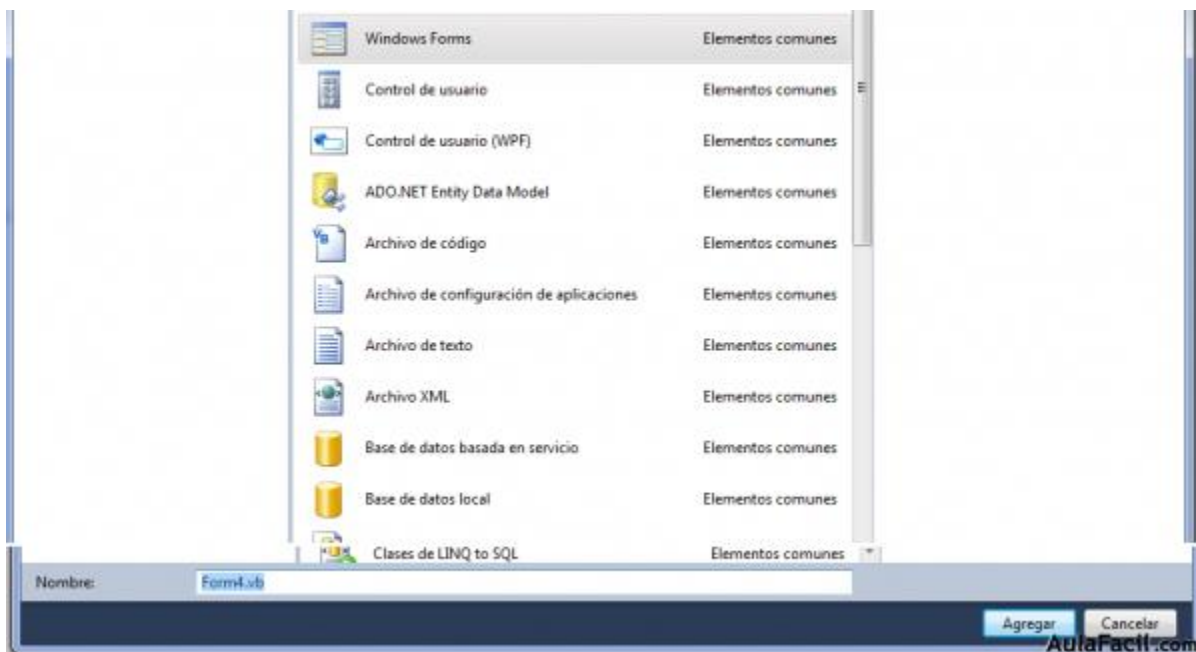 Windows Forms Elementos comunes
Control de usuario Elementos comunes
Control de usuario (WPF) Elementos comunes
ADO.NET Entity Data Model Elementos comunes
VB Archivo de código Elementos comunes
Archivo de configuración de aplicaciones Elementos comunes
Archivo de texto Elementos comunes
Archivo XML Elementos comunes
Base de datos basada en servicio Elementos comunes
Base de datos local Elementos comunes
Clases de LINQ to SQL Elementos comunes
Nombre: Form4.vb
Agregar Cancelar
AulaFacil.com